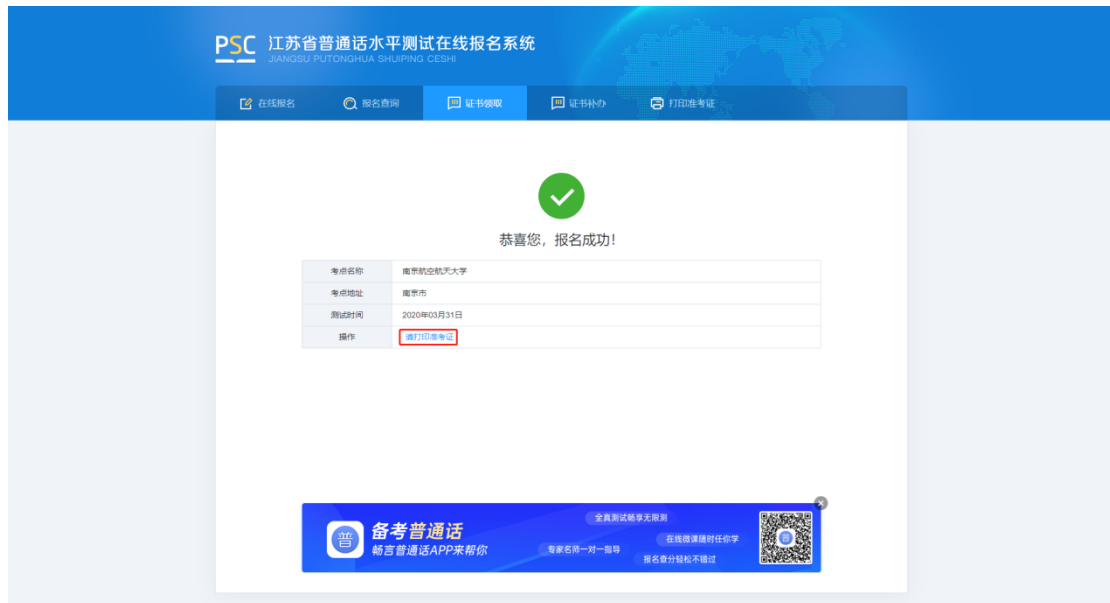 PSC 江苏省普通话水平测试在线报名系统
JIANGSU PUTONGHUA SHUIPING CESHI
在线报名 报名查询 证书领取 证书补办 打印准考证
恭喜您，报名成功！
考点名称 南京航空航天大学
考点地址 南京市
测试时间 2020年03月31日
操作 请打印准考证
普 备考普通话
畅言普通话APP来帮你
全真测试畅享无限测
在线微课随时任你学
专家名师一对一指导
报名查分轻松不错过
普